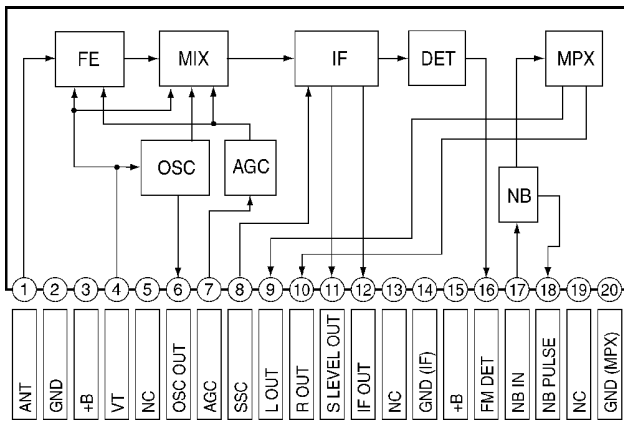 FE
MIX
IF
DET
MPX
OSC
AGC
NB
1 2 3 4 5 6 7 8 9 10 11 12 13 14 15 16 17 18 19 20
ANT
GND
+B
VT
NC
OSC OUT
AGC
SSC
L OUT
R OUT
S LEVEL OUT
IF OUT
NC
GND (IF)
+B
FM DET
NB IN
NB PULSE
NC
GND (MPX)